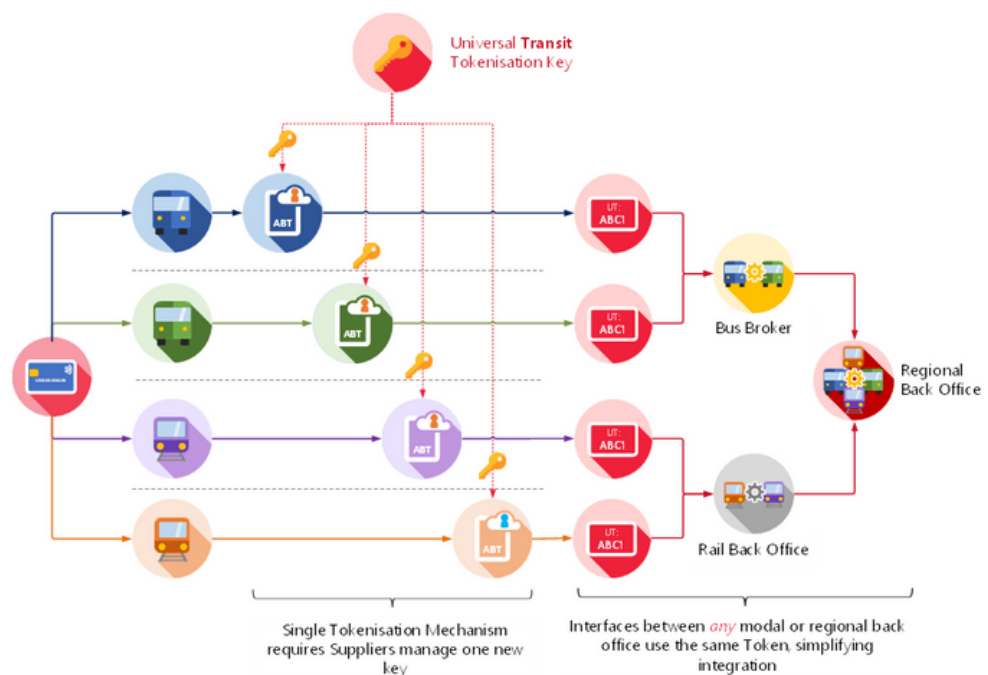 Universal Transit
Tokenisation Key
ABT
UT:
ABC1
Bus Broker
ABT
UT:
ABC1
Regional
Back Office
ABT
UT:
ABC1
Rail Back Office
ABT
UT:
ABC1
Single Tokenisation Mechanism
requires Suppliers manage one new
key
Interfaces between any modal or regional back
office use the same Token, simplifying
integration